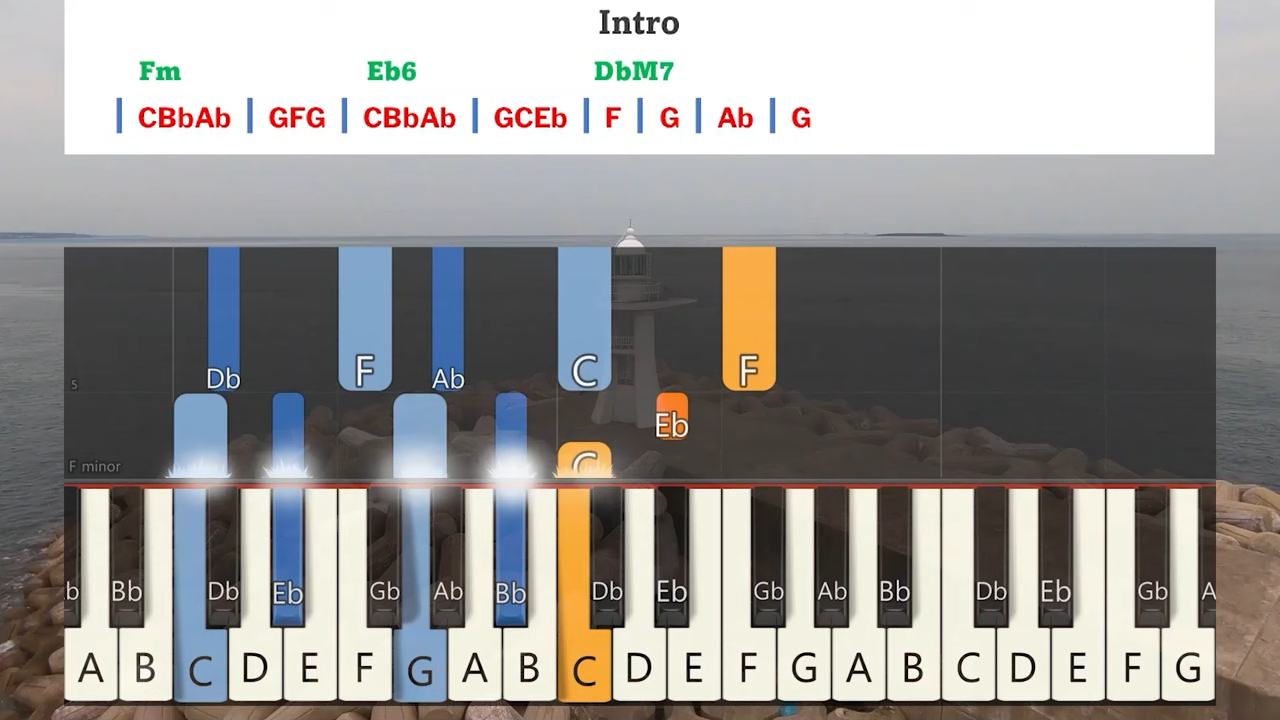 Intro
Fm Eb6 DbM7
| CBbAb | GFG | CBbAb | GCEb | F | G | Ab | G
Db F Ab C F
5
Eb
F minor C
b Bb Db Eb Gb Ab Bb Db Eb Gb Ab Bb Db Eb Gb A
A B C D E F G A B C D E F G A B C D E F G